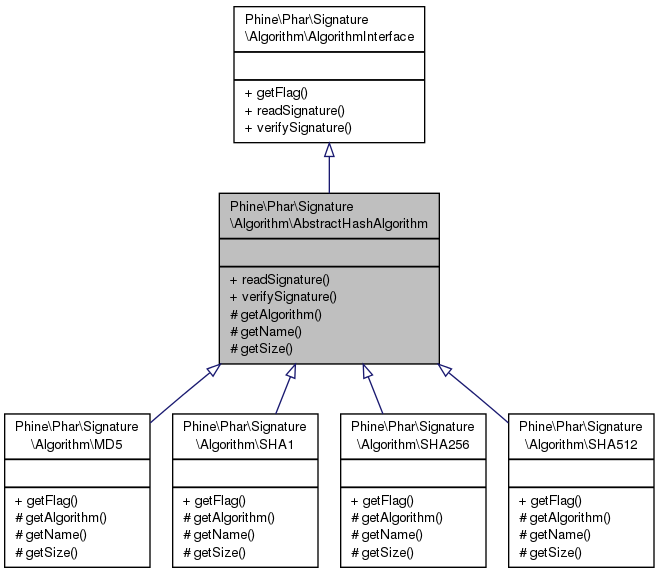 Phine\Phar\Signature
\Algorithm\AlgorithmInterface
+ getFlag()
+ readSignature()
+ verifySignature()
Phine\Phar\Signature
\Algorithm\AbstractHashAlgorithm
+ readSignature()
+ verifySignature()
# getAlgorithm()
# getName()
# getSize()
Phine\Phar\Signature
\Algorithm\MD5
+ getFlag()
# getAlgorithm()
# getName()
# getSize()
Phine\Phar\Signature
\Algorithm\SHA1
+ getFlag()
# getAlgorithm()
# getName()
# getSize()
Phine\Phar\Signature
\Algorithm\SHA256
+ getFlag()
# getAlgorithm()
# getName()
# getSize()
Phine\Phar\Signature
\Algorithm\SHA512
+ getFlag()
# getAlgorithm()
# getName()
# getSize()